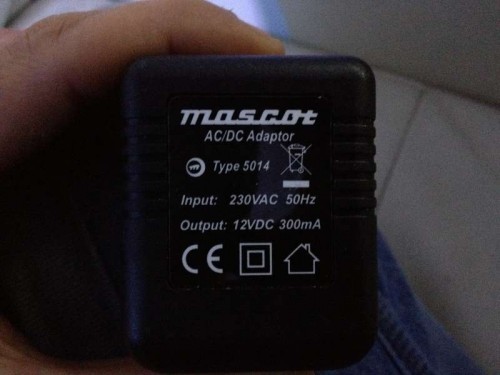 mascot
AC/DC Adaptor
Type 5014
Input: 230VAC 50Hz
Output: 12VDC 300mA
CE